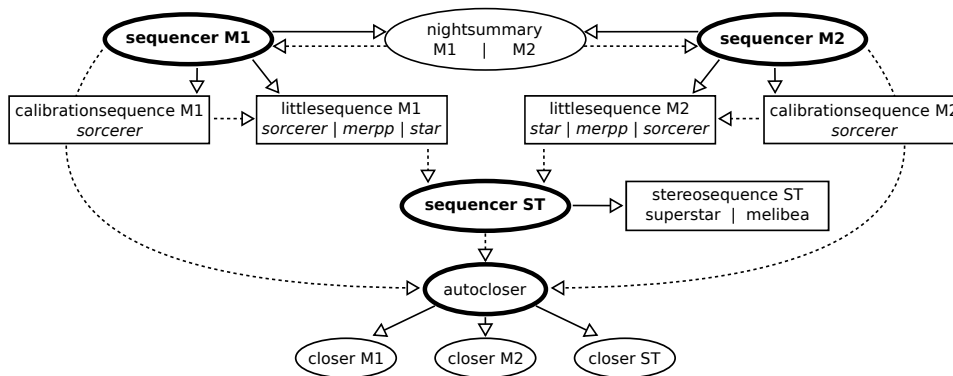 nightsummary
M1 | M2
sequencer M1
sequencer M2
calibrationsequence M1
sorcerer
littlesequence M1
sorcerer | merpp | star
littlesequence M2
star | merpp | sorcerer
calibrationsequence M2
sorcerer
sequencer ST
stereosequence ST
superstar | melibea
autocloser
closer M1
closer M2
closer ST